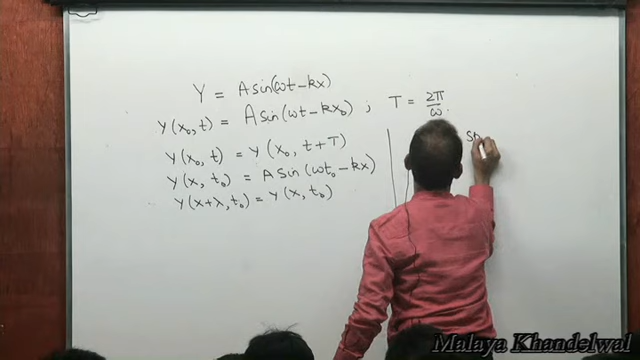 Y = A sin(ωt - kx)
Y(x₀, t) = A sin(ωt - kx₀) ; T = 2π/ω.
Y(x₀, t) = Y(x₀, t + T)
Y(x, t₀) = A sin(ωt₀ - kx)
Y(x+λ, t₀) = Y(x, t₀)
Malaya Khandelwal